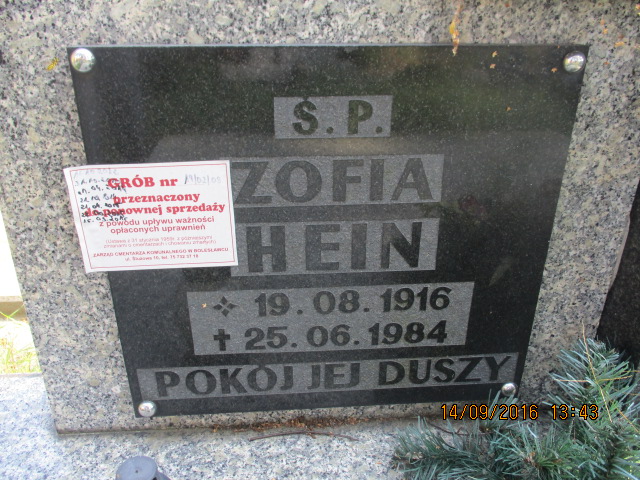 Ś.P.
ZOFIA
HEIN
19.08.1916
25.06.1984
POKÓJ JEJ DUSZY
GRÓB nr
przeznaczony
do ponownej sprzedaży
z powodu upływu ważności
opłaconych uprawnień
ZARZĄD CMENTARZA KOMUNALNEGO W BOLESŁAWCU
14/09/2016 13:43